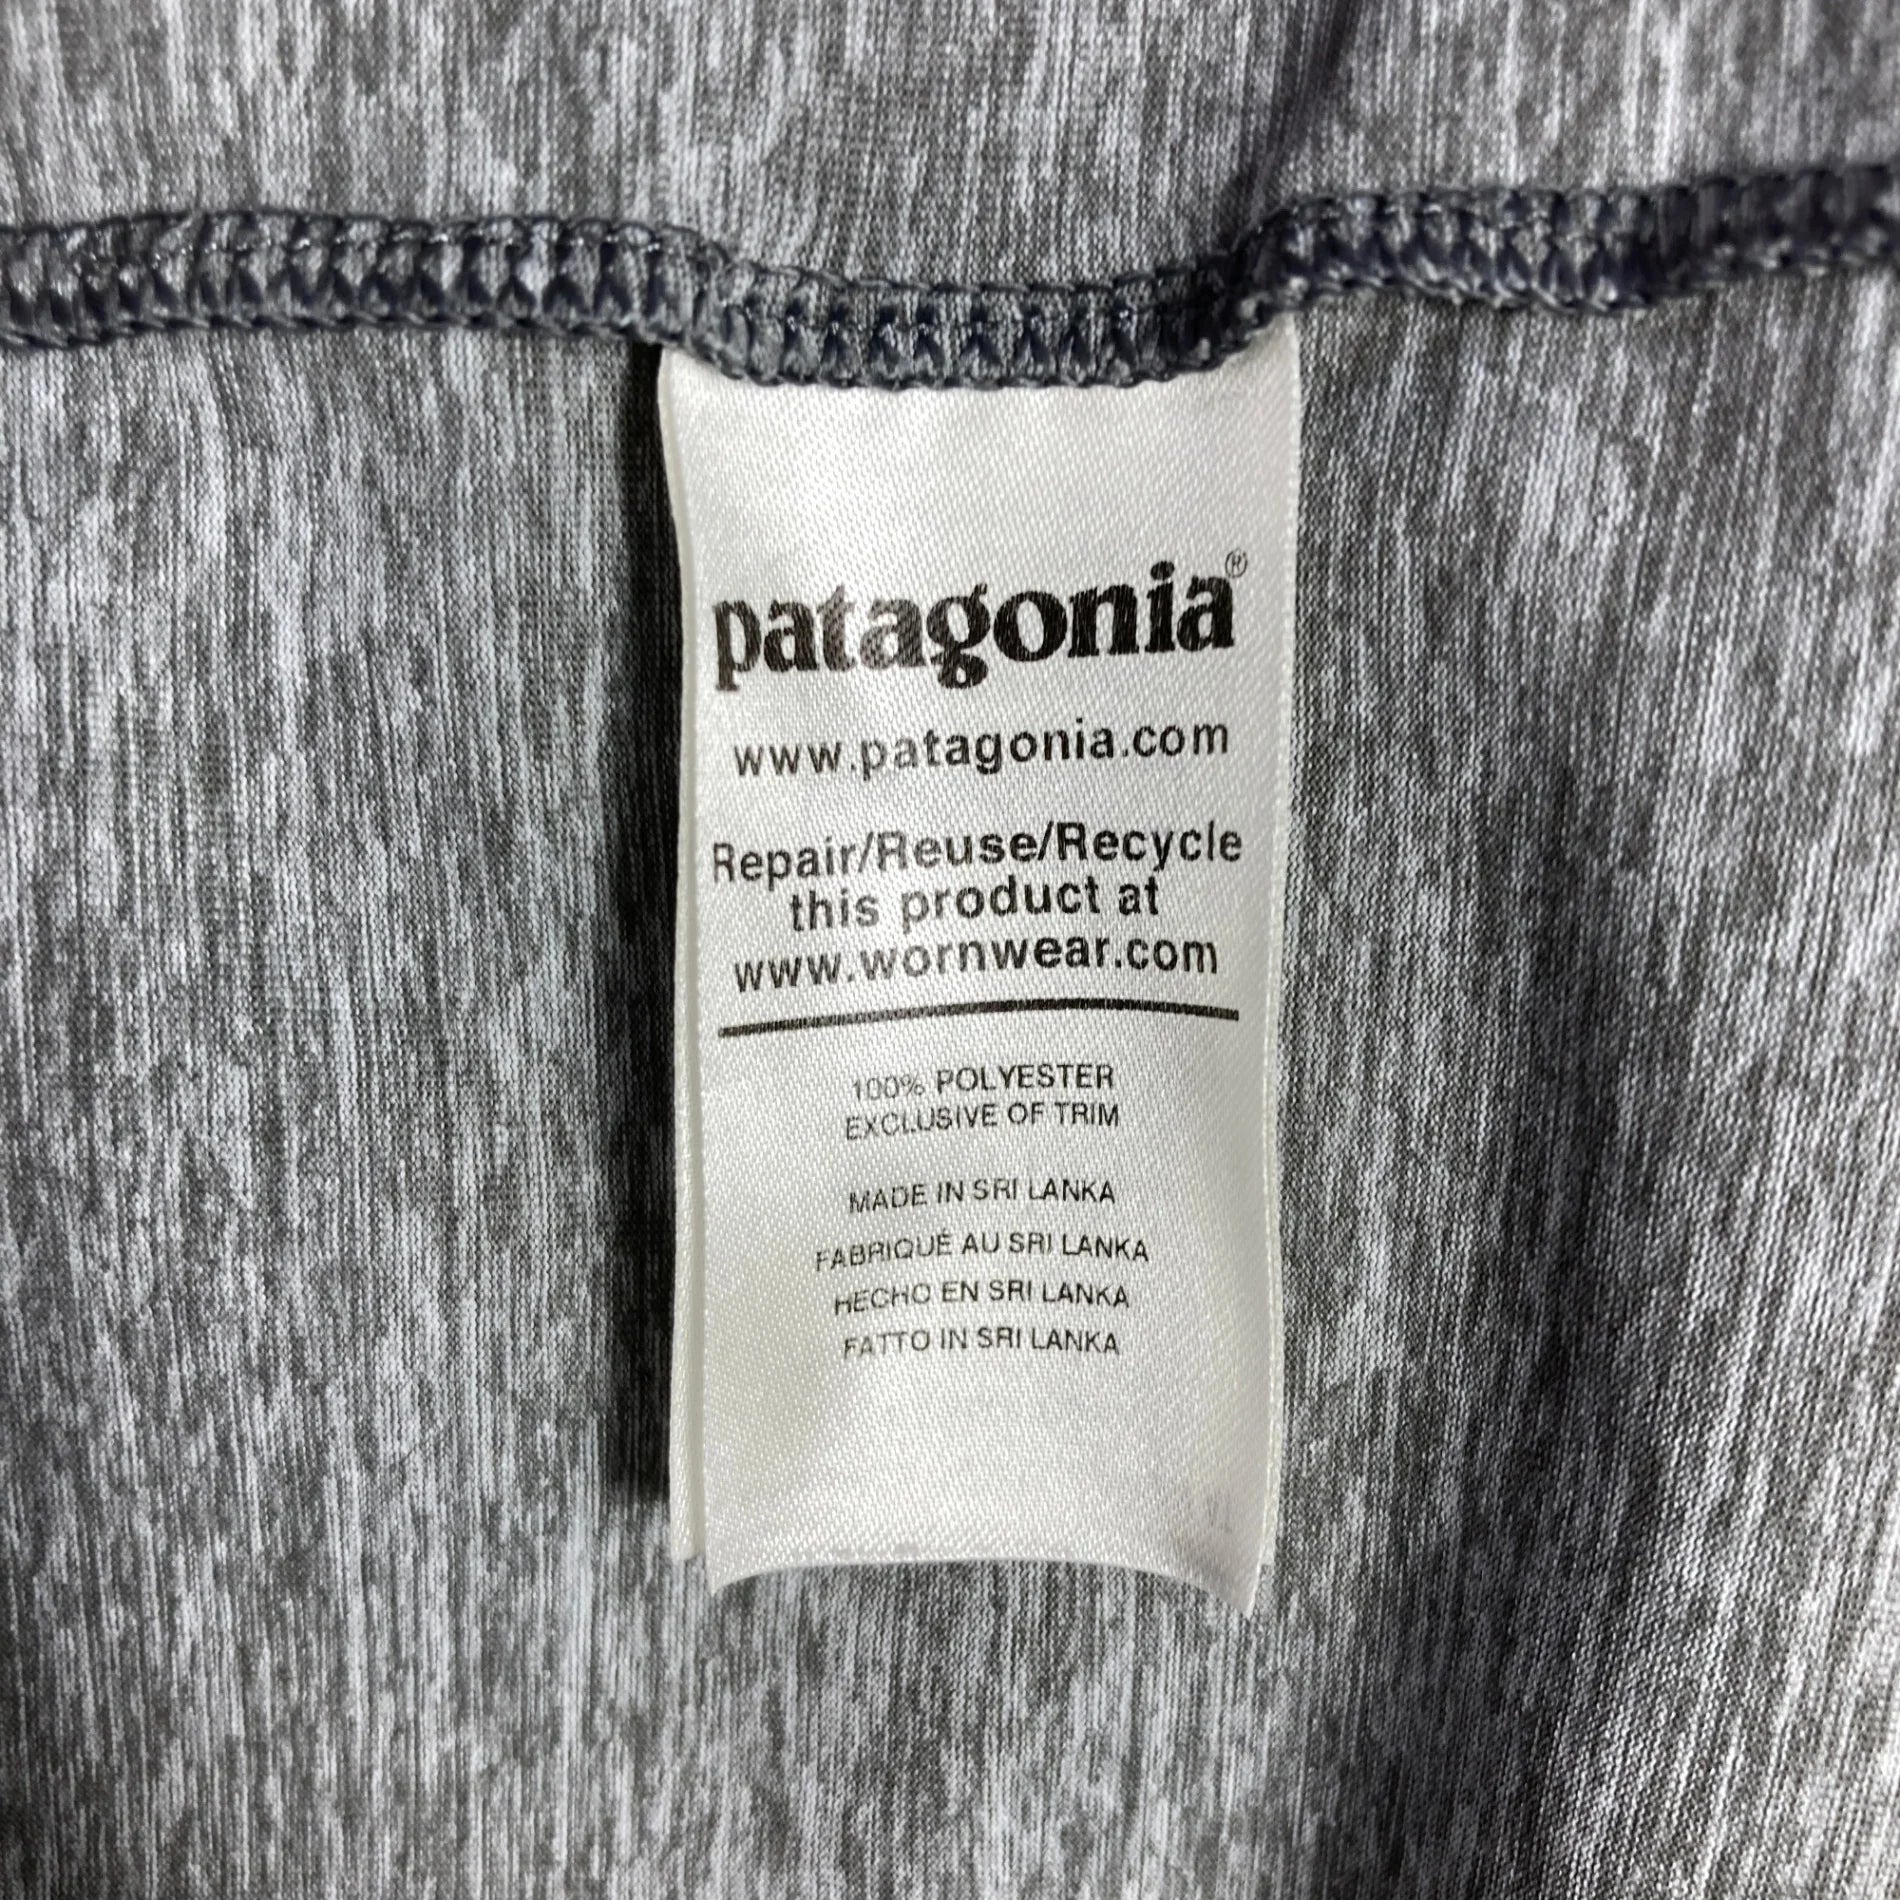 patagonia®
www.patagonia.com
Repair/Reuse/Recycle
this product at
www.wornwear.com
100% POLYESTER
EXCLUSIVE OF TRIM
MADE IN SRI LANKA
FABRIQUÉ AU SRI LANKA
HECHO EN SRI LANKA
FATTO IN SRI LANKA